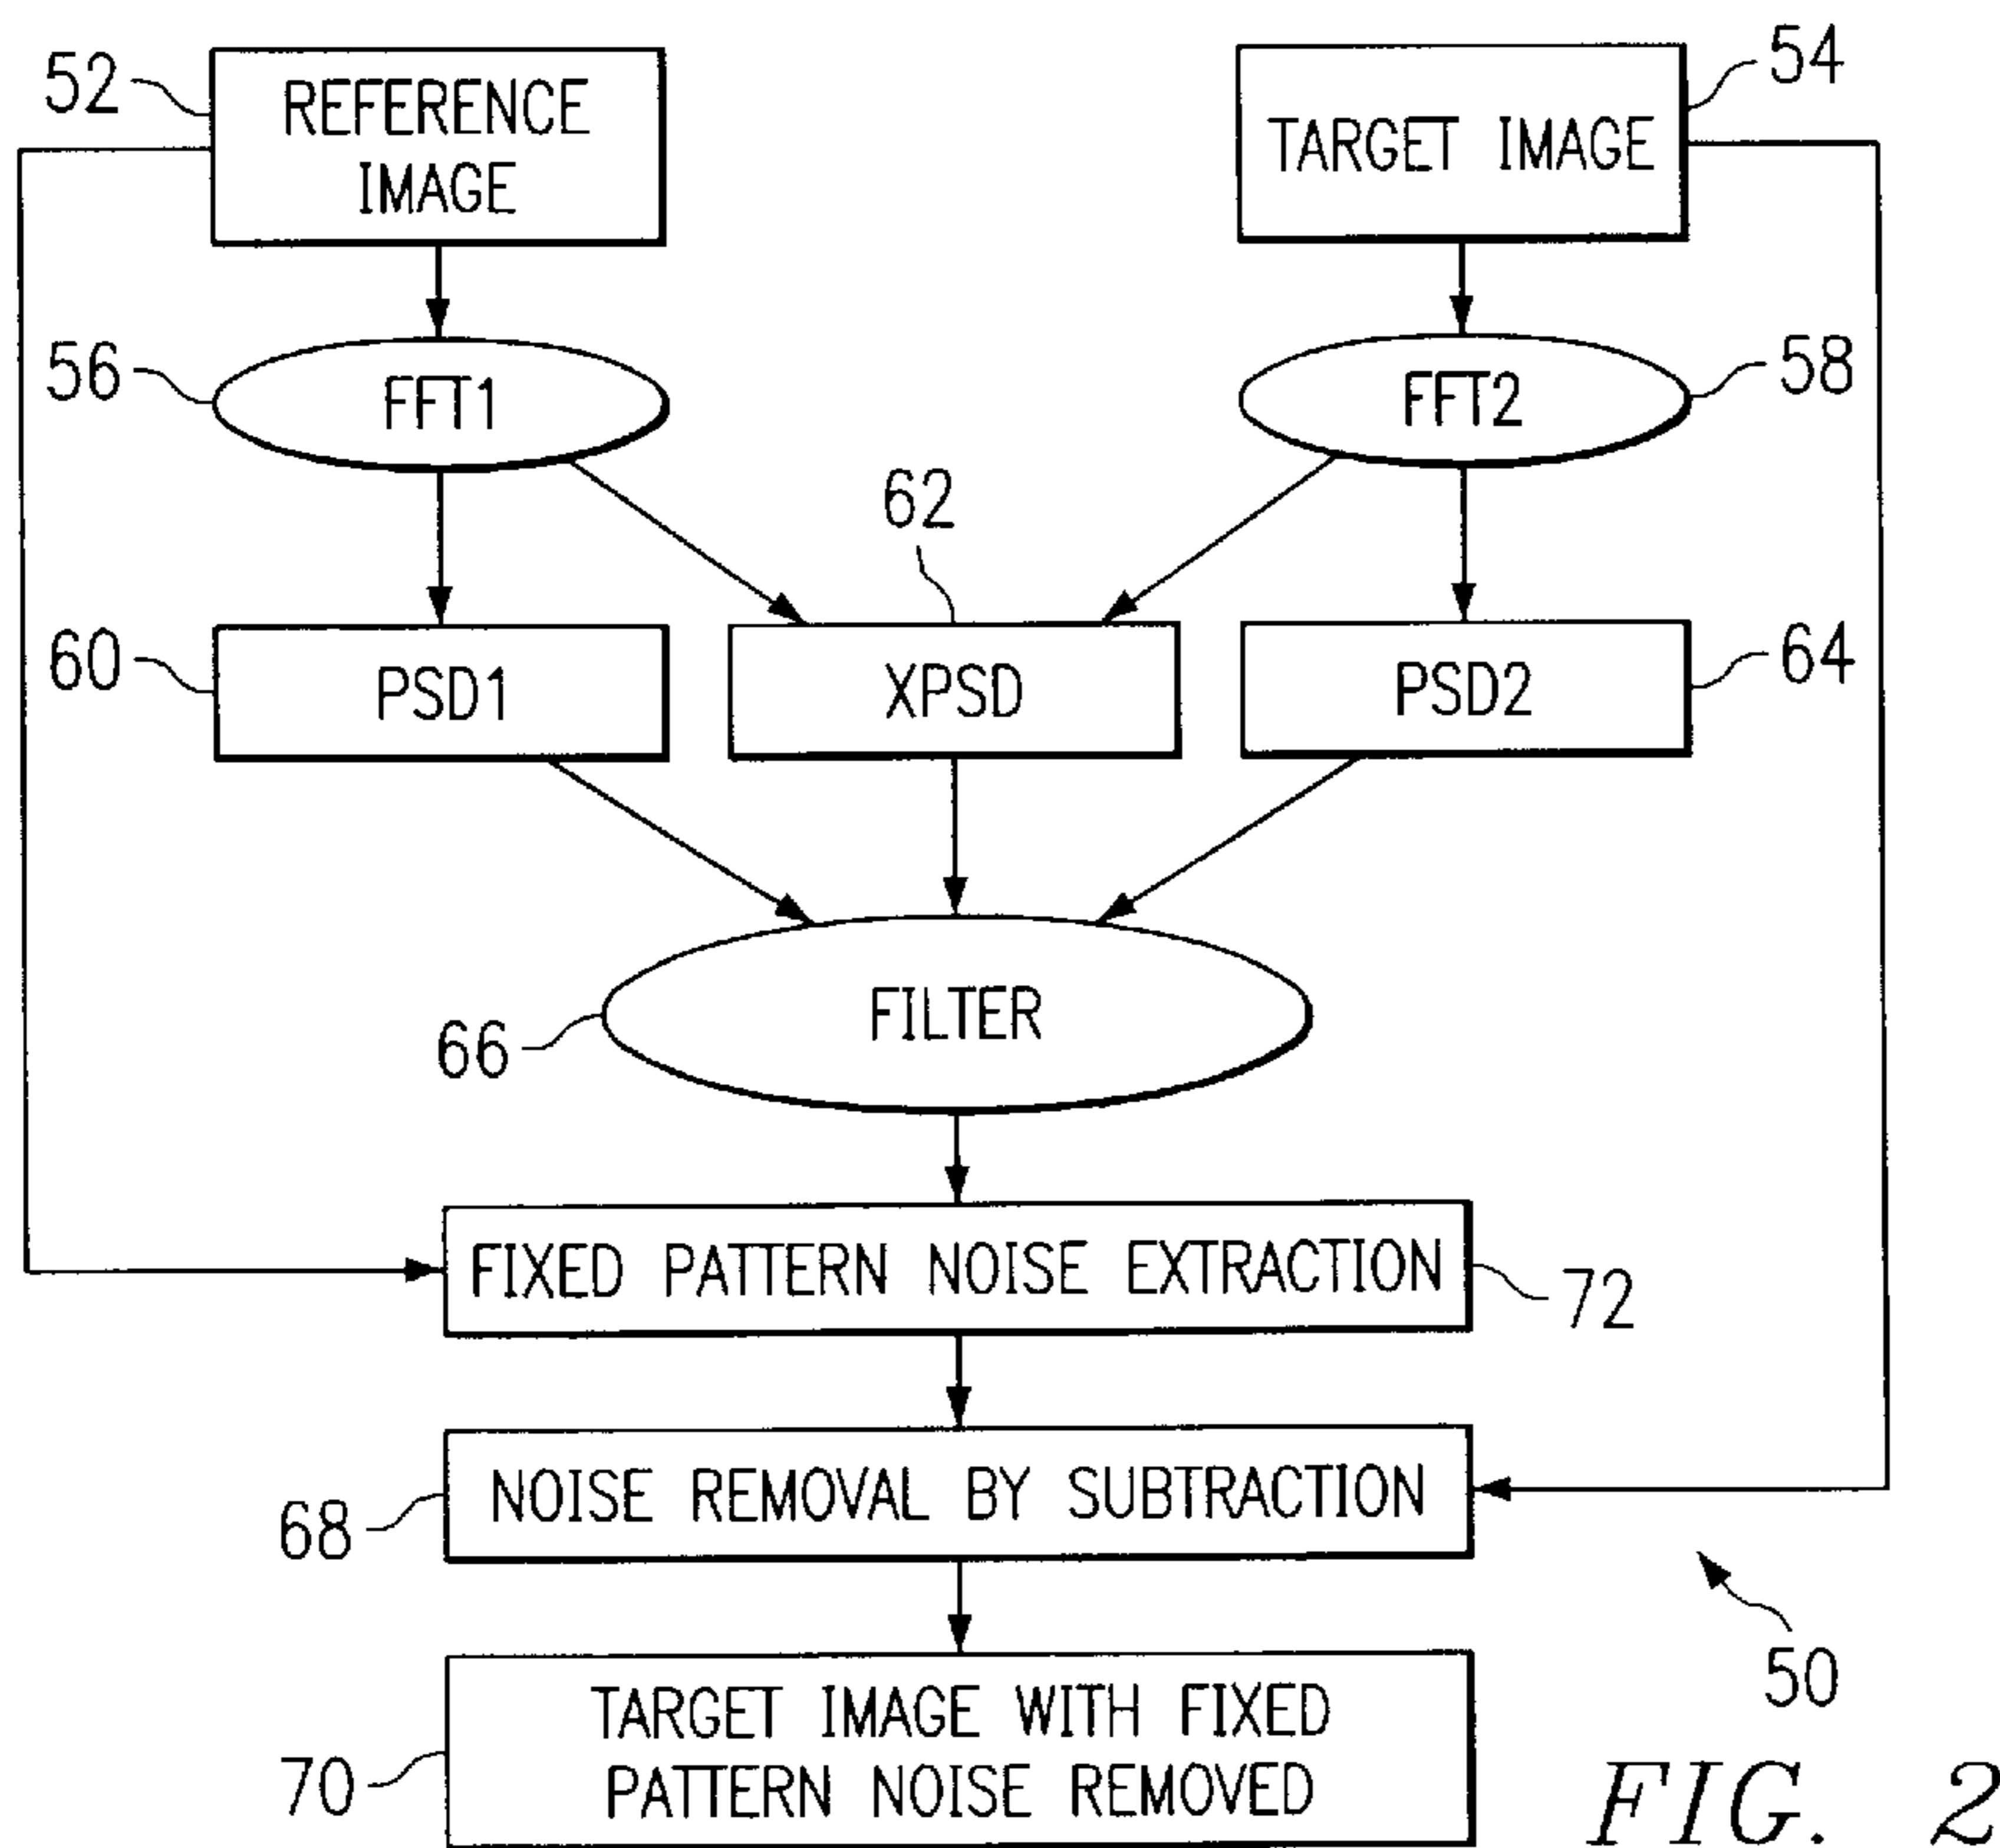 52
REFERENCE
IMAGE
54
TARGET IMAGE
56
FFT1
58
FFT2
62
60
PSD1
XPSD
PSD2
64
FILTER
66
FIXED PATTERN NOISE EXTRACTION
72
NOISE REMOVAL BY SUBTRACTION
68
50
TARGET IMAGE WITH FIXED
PATTERN NOISE REMOVED
70
FIG. 2